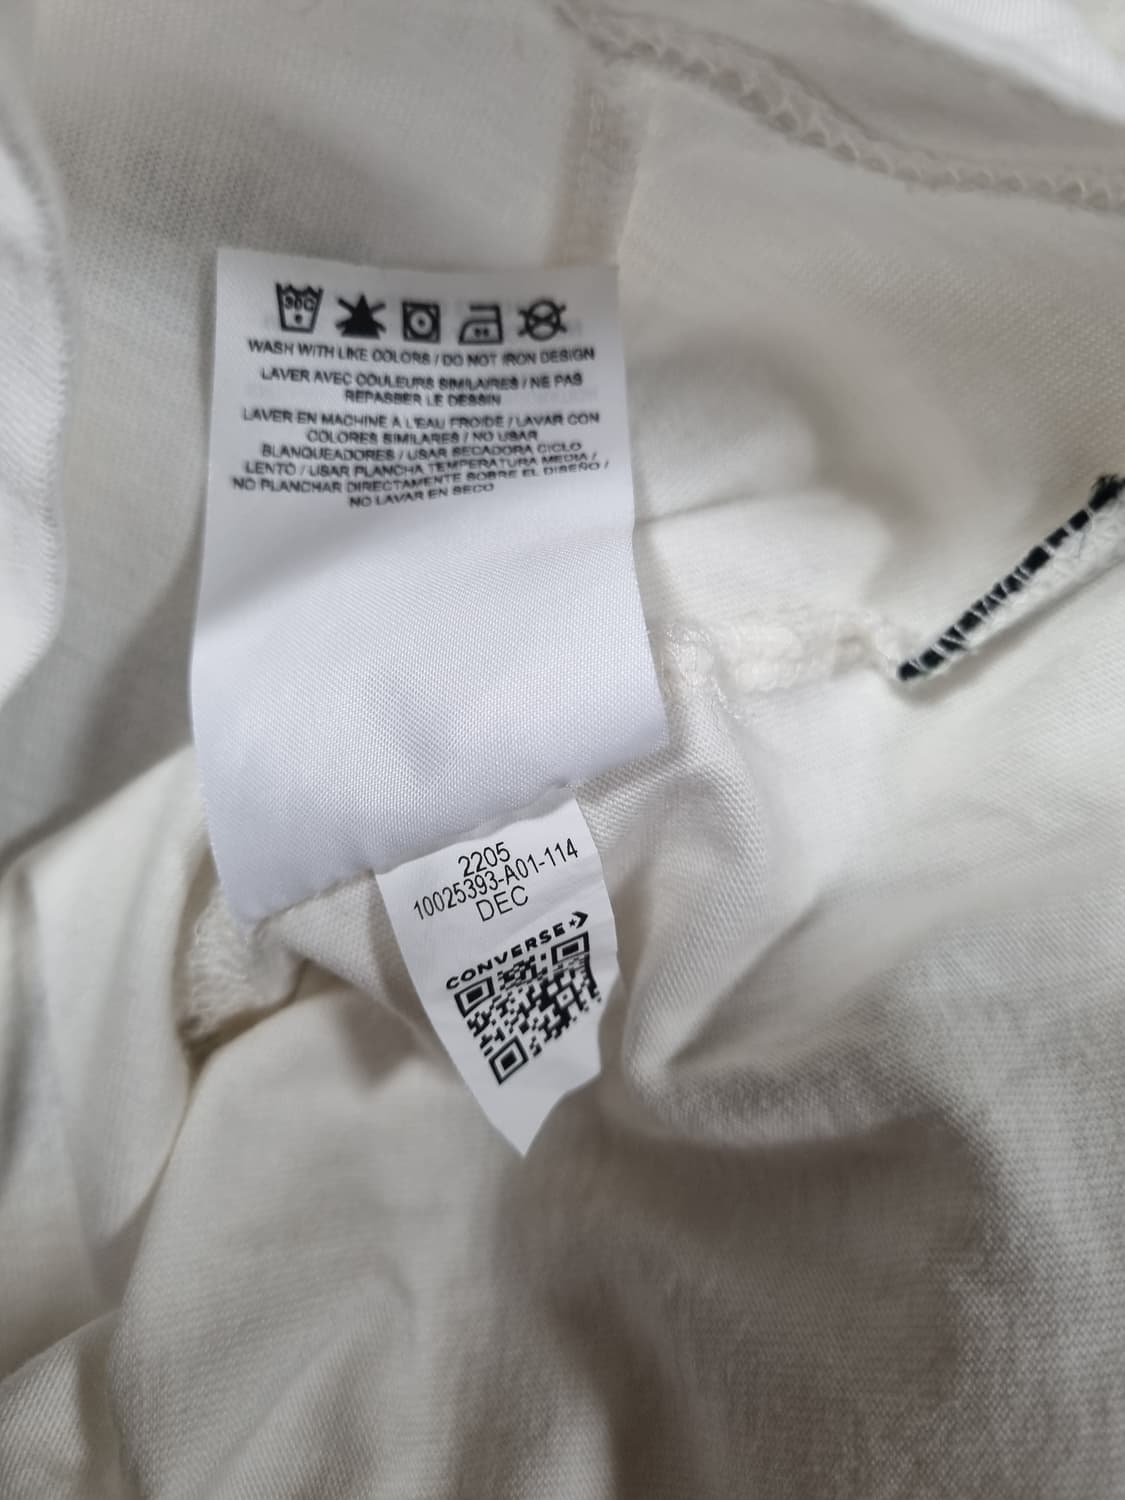 30C
WASH WITH LIKE COLORS / DO NOT IRON DESIGN
LAVER AVEC COULEURS SIMILAIRES / NE PAS
REPASSER LE DESSIN
LAVER EN MACHINE À L'EAU FROIDE / LAVAR CON
COLORES SIMILARES / NO USAR
BLANQUEADORES / USAR SECADORA CICLO
LENTO / USAR PLANCHA TEMPERATURA MEDIA /
NO PLANCHAR DIRECTAMENTE SOBRE EL DISEÑO /
NO LAVAR EN SECO
2205
10025393-A01-114
DEC
CONVERSE